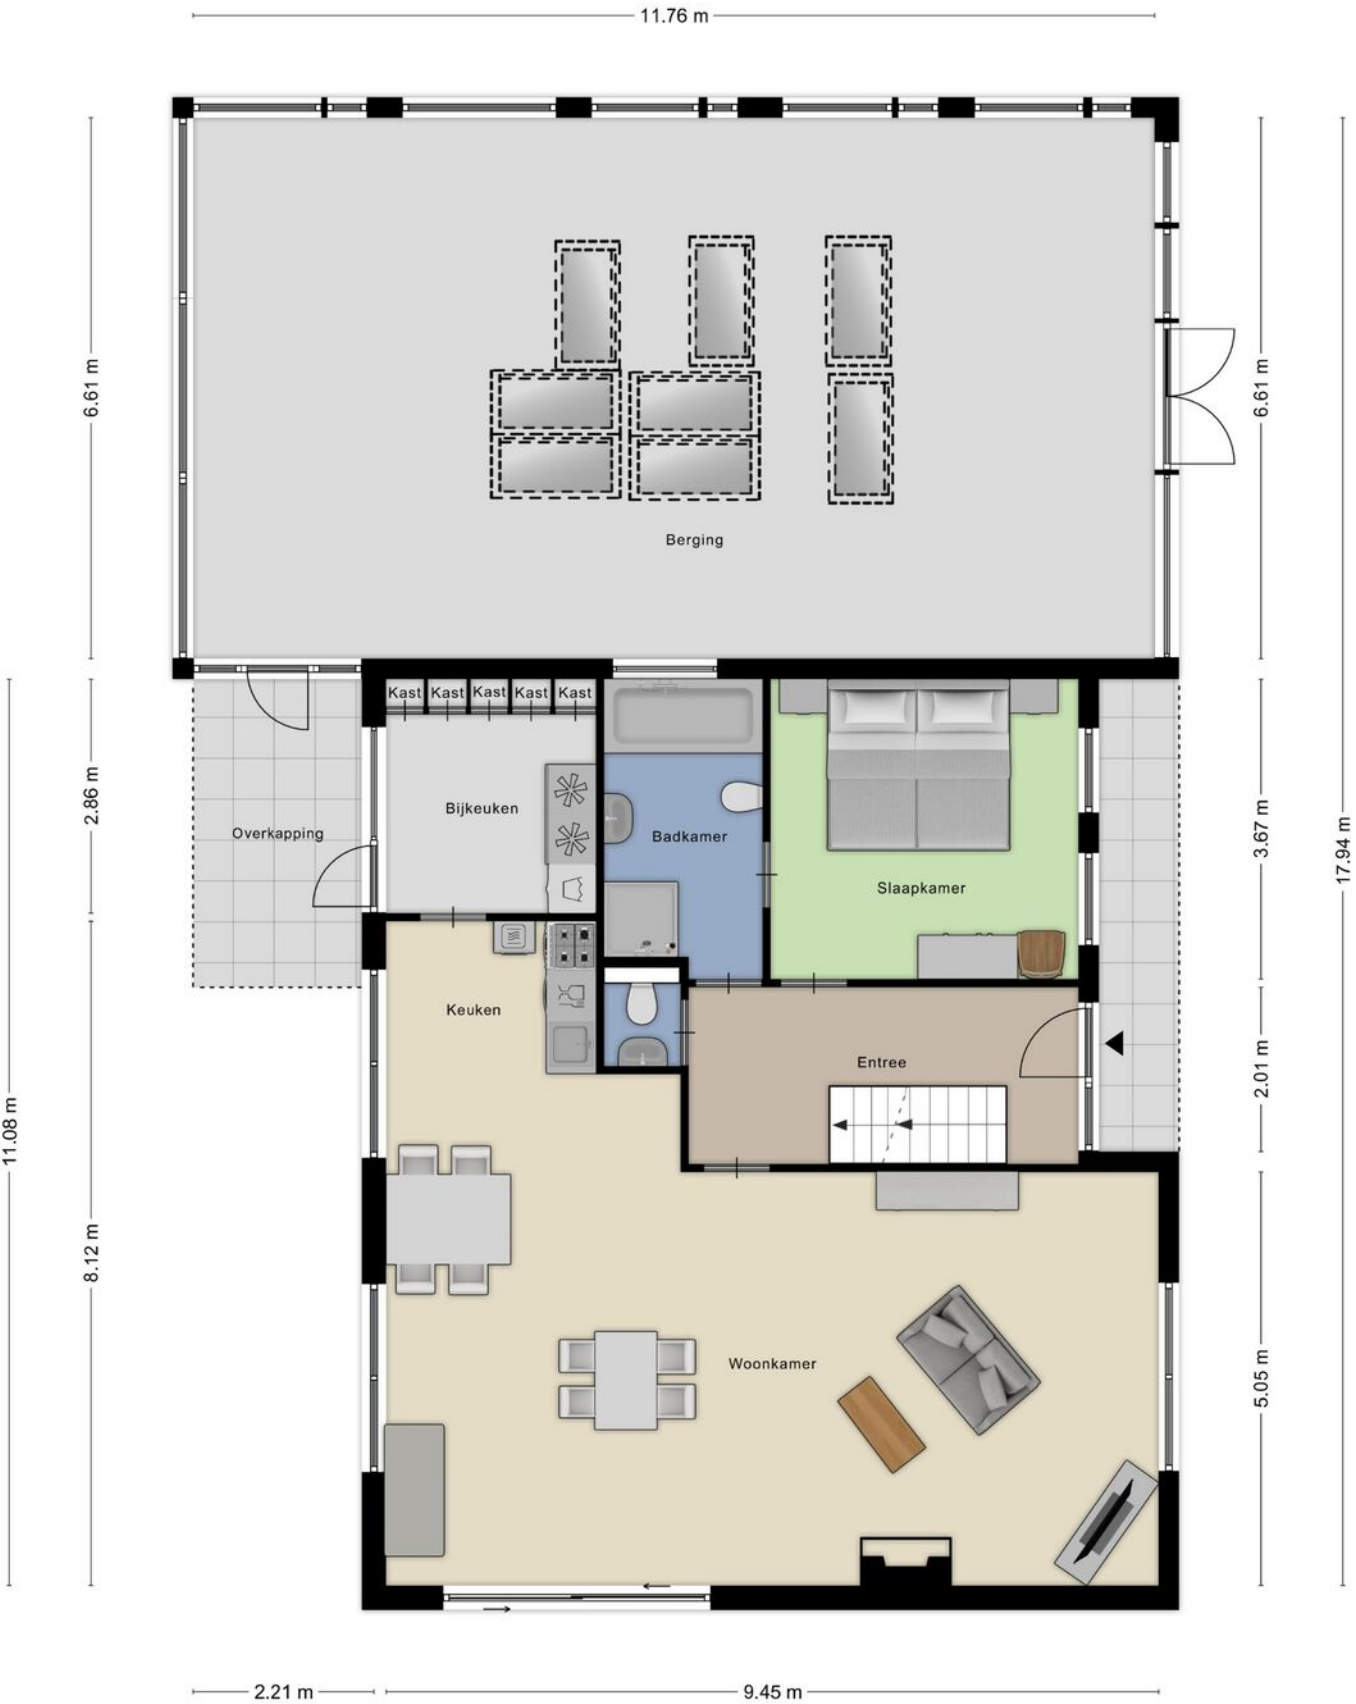 11.76 m
6.61 m
6.61 m
Berging
Kast Kast Kast Kast Kast
2.86 m
Bijkeuken
Overkapping
Badkamer
Slaapkamer
3.67 m
17.94 m
Keuken
Entree
2.01 m
11.08 m
8.12 m
Woonkamer
5.05 m
2.21 m
9.45 m